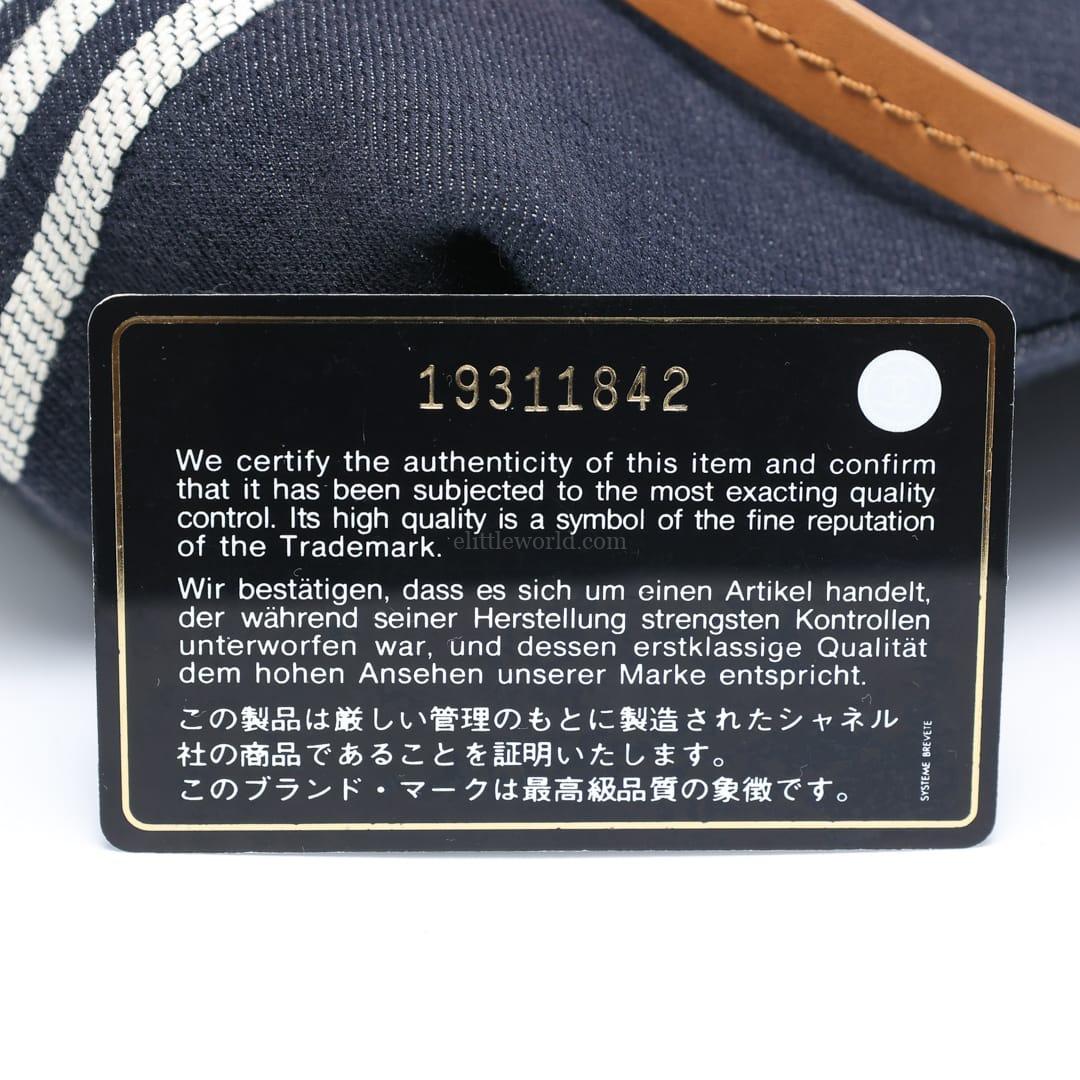 19311842
We certify the authenticity of this item and confirm
that it has been subjected to the most exacting quality
control. Its high quality is a symbol of the fine reputation
of the Trademark.
elittleworld.com
Wir bestätigen, dass es sich um einen Artikel handelt,
der während seiner Herstellung strengsten Kontrollen
unterworfen war, und dessen erstklassige Qualität
dem hohen Ansehen unserer Marke entspricht.
この製品は厳しい管理のもとに製造されたシャネル
社の商品であることを証明いたします。
このブランド・マークは最高級品質の象徴です。
SYSTEME BREVETE